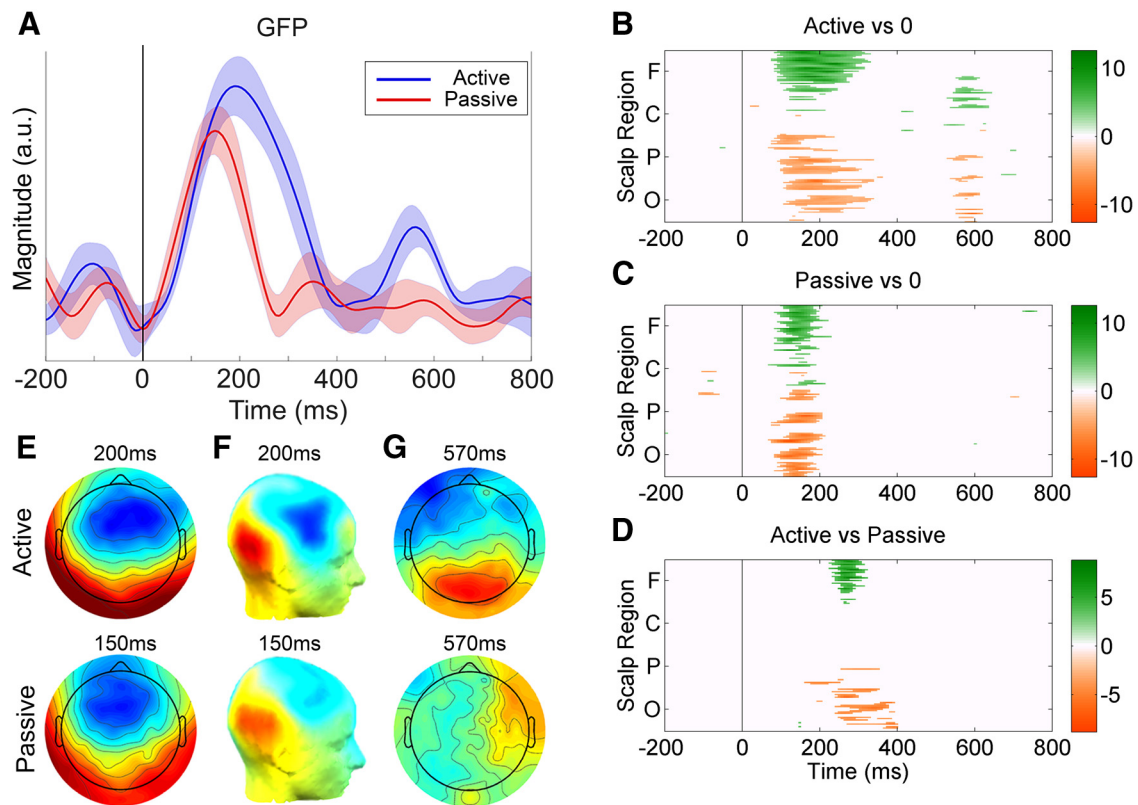 A
GFP
Magnitude (a.u.)
Active
Passive
-200
0
200
400
600
800
Time (ms)
B
Active vs 0
Scalp Region
F
C
P
O
-200
0
200
400
600
800
10
0
-10
C
Passive vs 0
Scalp Region
F
C
P
O
-200
0
200
400
600
800
10
5
0
-5
-10
D
Active vs Passive
Scalp Region
F
C
P
O
-200
0
200
400
600
800
Time (ms)
5
0
-5
E
200ms
F
200ms
G
570ms
Active
150ms
150ms
570ms
Passive